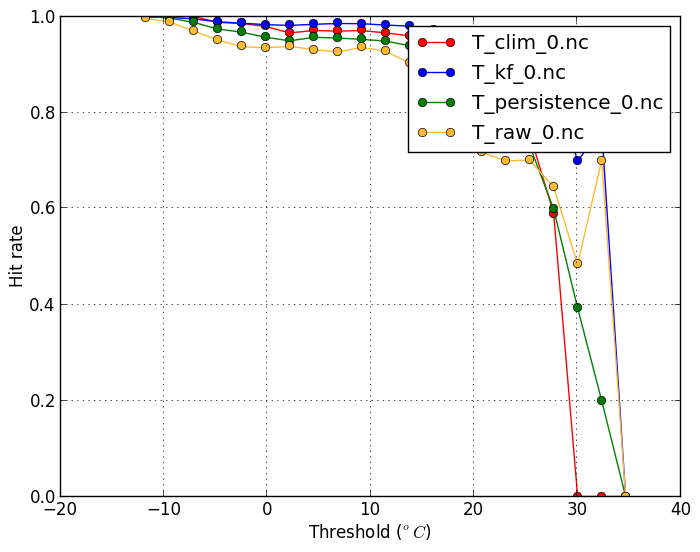 1.0
0.8
0.6
0.4
0.2
0.0
Hit rate
T_clim_0.nc
T_kf_0.nc
T_persistence_0.nc
T_raw_0.nc
−20 −10 0 10 20 30 40
Threshold (° C)